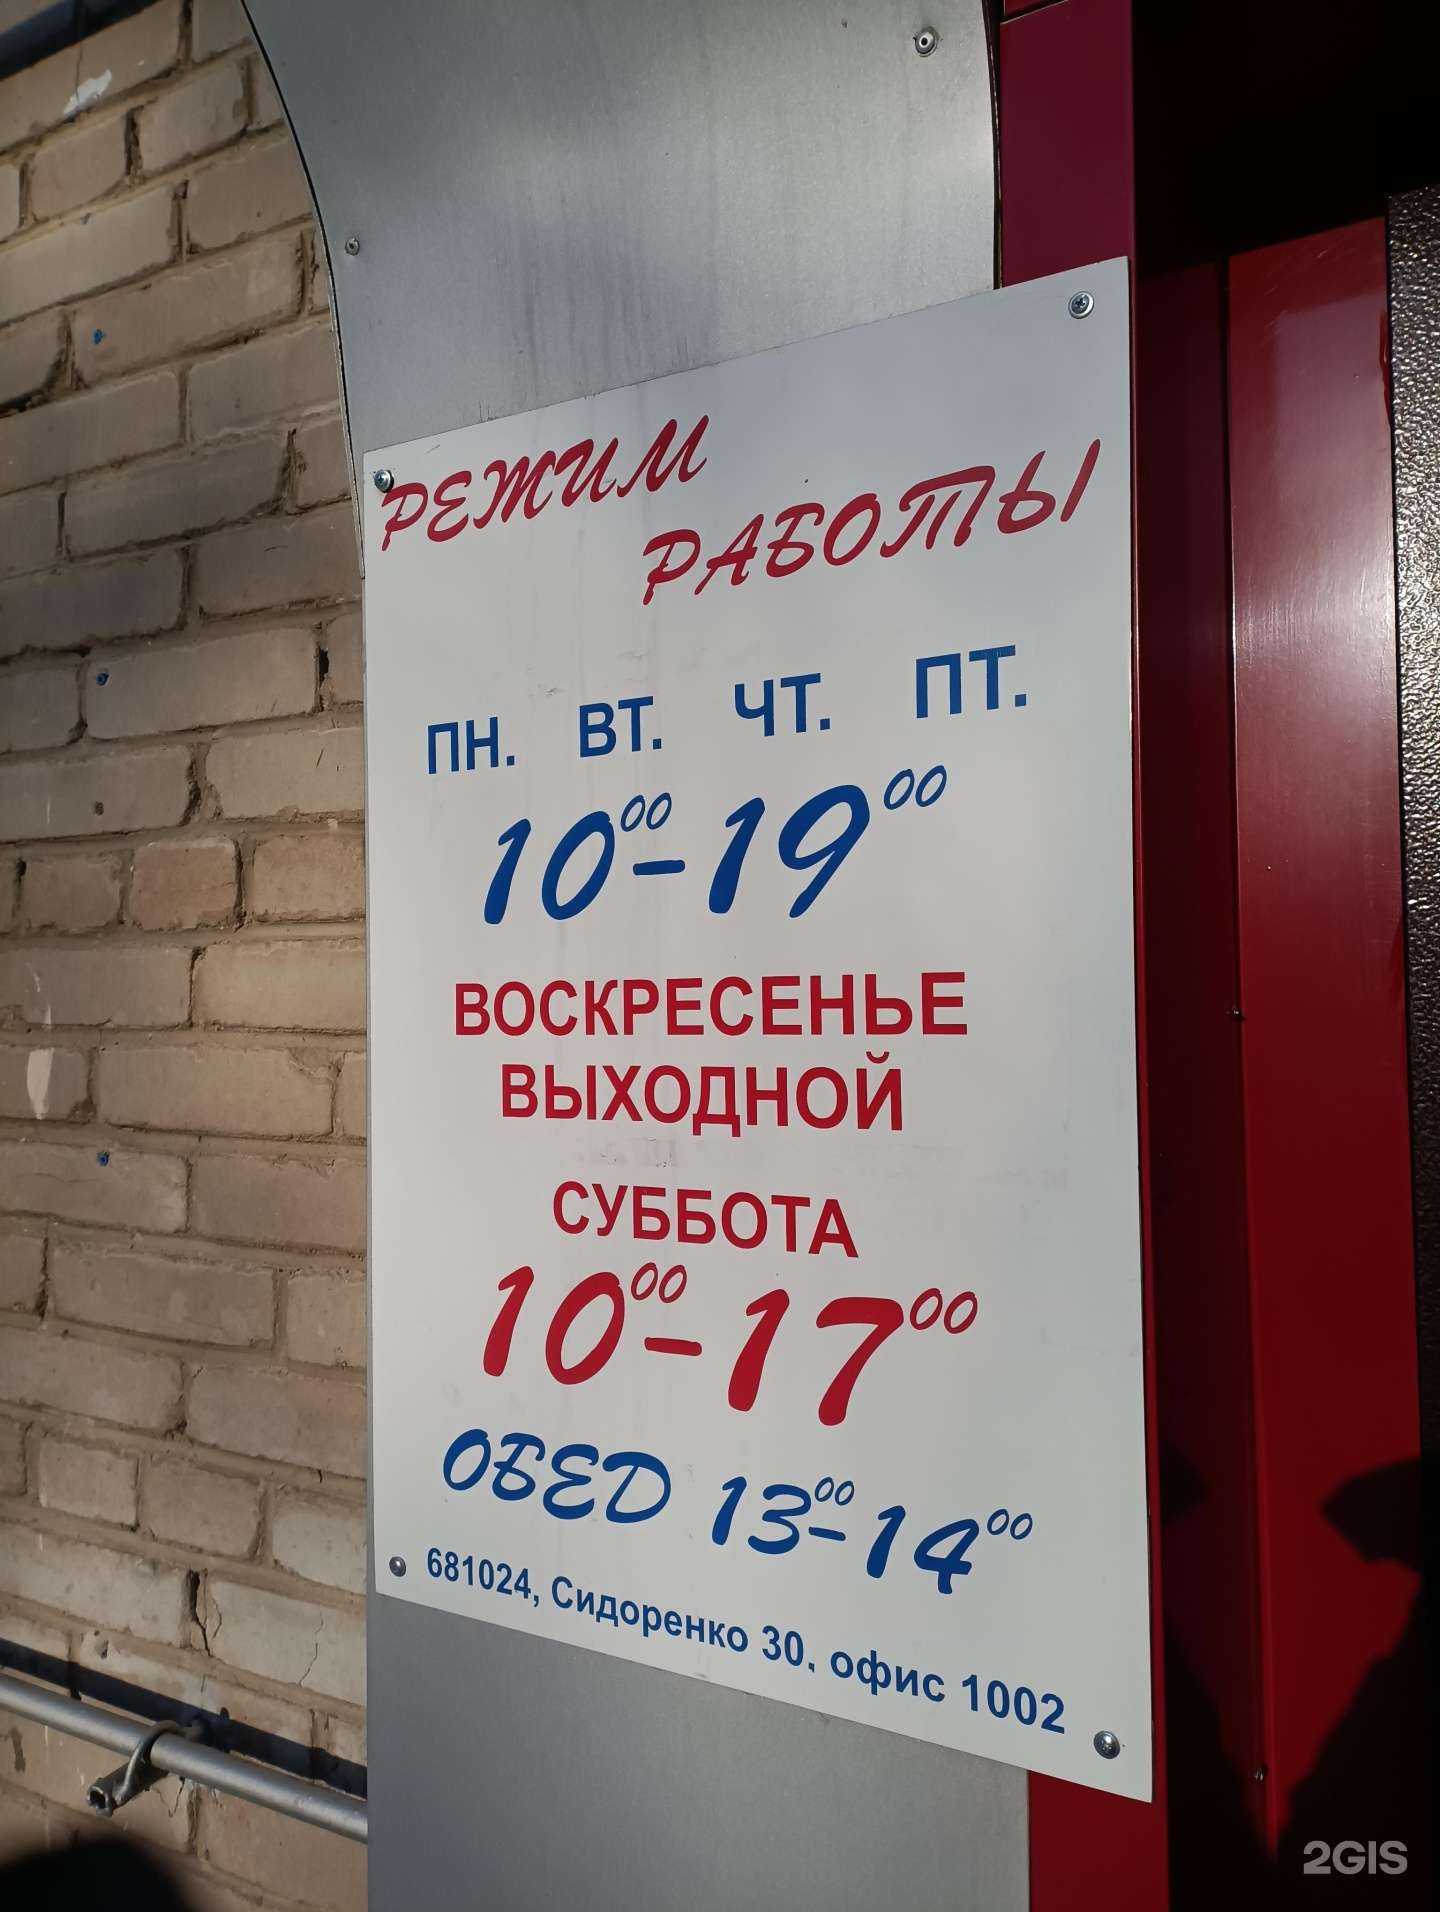 РЕЖИМ
РАБОТЫ
ПН. ВТ. ЧТ. ПТ.
10⁰⁰-19⁰⁰
ВОСКРЕСЕНЬЕ
ВЫХОДНОЙ
СУББОТА
10⁰⁰-17⁰⁰
ОБЕД 13⁰⁰-14⁰⁰
681024, Сидоренко 30. офис 1002
2GIS